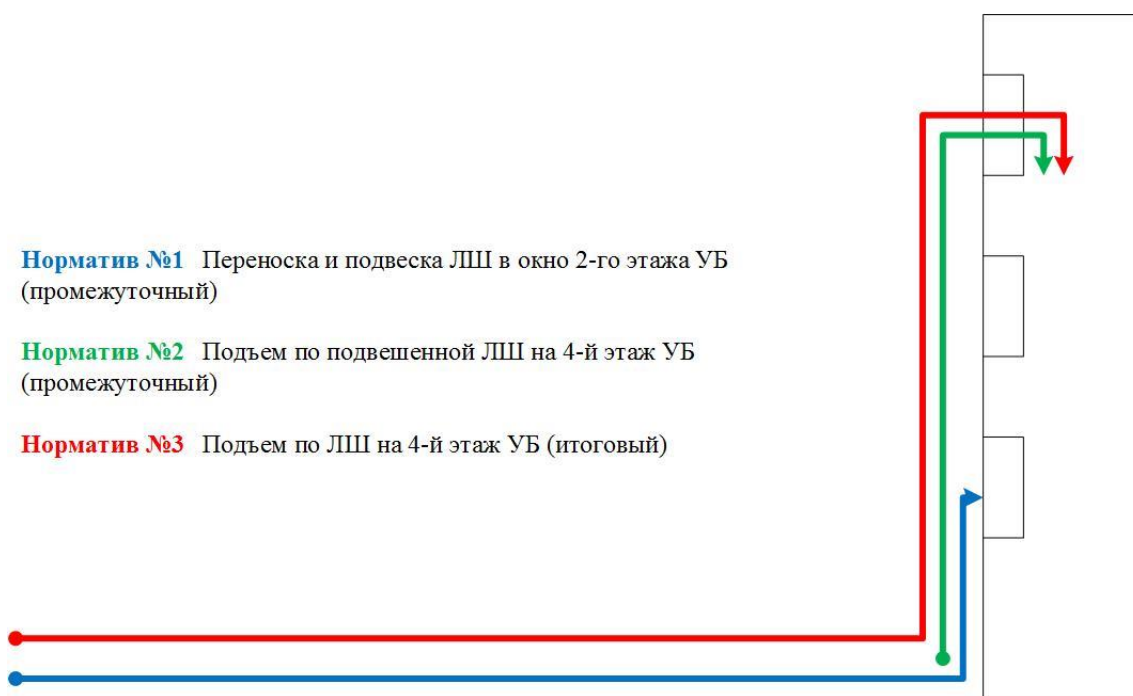 Норматив №1 Переноска и подвеска ЛШ в окно 2-го этажа УБ
(промежуточный)
Норматив №2 Подъем по подвешенной ЛШ на 4-й этаж УБ
(промежуточный)
Норматив №3 Подъем по ЛШ на 4-й этаж УБ (итоговый)